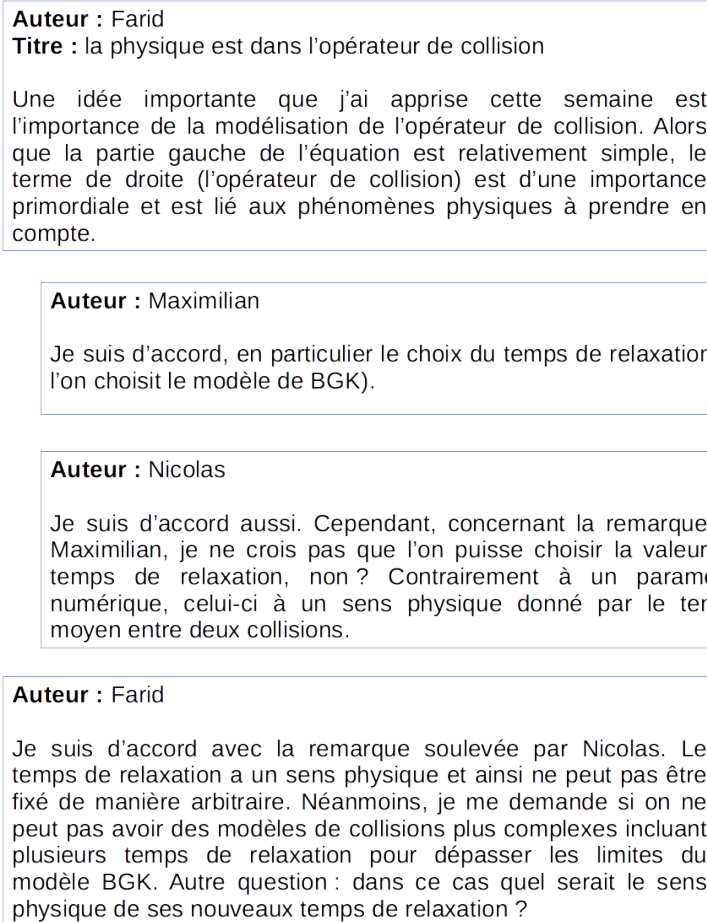 Auteur : Farid
Titre : la physique est dans l'opérateur de collision
Une idée importante que j'ai apprise cette semaine est
l'importance de la modélisation de l'opérateur de collision. Alors
que la partie gauche de l'équation est relativement simple, le
terme de droite (l'opérateur de collision) est d'une importance
primordiale et est lié aux phénomènes physiques à prendre en
compte.
Auteur : Maximilian
Je suis d'accord, en particulier le choix du temps de relaxation
l'on choisit le modèle de BGK).
Auteur : Nicolas
Je suis d'accord aussi. Cependant, concernant la remarque
Maximilian, je ne crois pas que l'on puisse choisir la valeur
temps de relaxation, non ? Contrairement à un
numérique, celui-ci à un sens physique donné par le
moyen entre deux collisions.
Auteur : Farid
Je suis d'accord avec la remarque soulevée par Nicolas. Le
temps de relaxation a un sens physique et ainsi ne peut pas être
fixé de manière arbitraire. Néanmoins, je me demande si on ne
peut pas avoir des modèles de collisions plus complexes incluant
plusieurs temps de relaxation pour dépasser les limites du
modèle BGK. Autre question : dans ce cas quel serait le sens
physique de ses nouveaux temps de relaxation ?